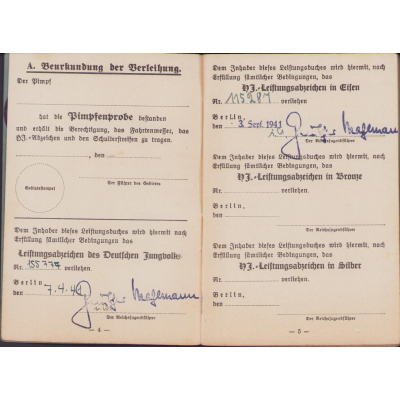 A. Beurkundung der Verleihung.
Der Pimpf
hat die Pimpfenprobe bestanden
und erhält die Berechtigung, das Fahrtenmesser, das
HJ.-Abzeichen und den Schulterstreifen zu tragen.
, den
Gebietsstempel
Der Führer des Gebietes
Dem Inhaber dieses Leistungsbuches wird hiermit nach
Erfüllung sämtlicher Bedingungen das
Leistungsabzeichen des Deutschen Jungvolks
Nr. 155777 verliehen.
Berlin, 7.4.41
Der Reichsjugendführer
— 4 —
Dem Inhaber dieses Leistungsbuches wird hiermit, nach
Erfüllung sämtlicher Bedingungen, das
HJ.-Leistungsabzeichen in Eisen
Nr. 115281 verliehen
Berlin,
3. Sept. 1941
Der Reichsjugendführer
Dem Inhaber dieses Leistungsbuches wird hiermit, nach
Erfüllung sämtlicher Bedingungen, das
HJ.-Leistungsabzeichen in Bronze
Nr. verliehen.
Berlin,
den
Der Reichsjugendführer
Dem Inhaber dieses Leistungsbuches wird hiermit, nach
Erfüllung sämtlicher Bedingungen, das
HJ.-Leistungsabzeichen in Silber
Nr. verliehen.
Berlin,
den
Der Reichsjugendführer
— 5 —